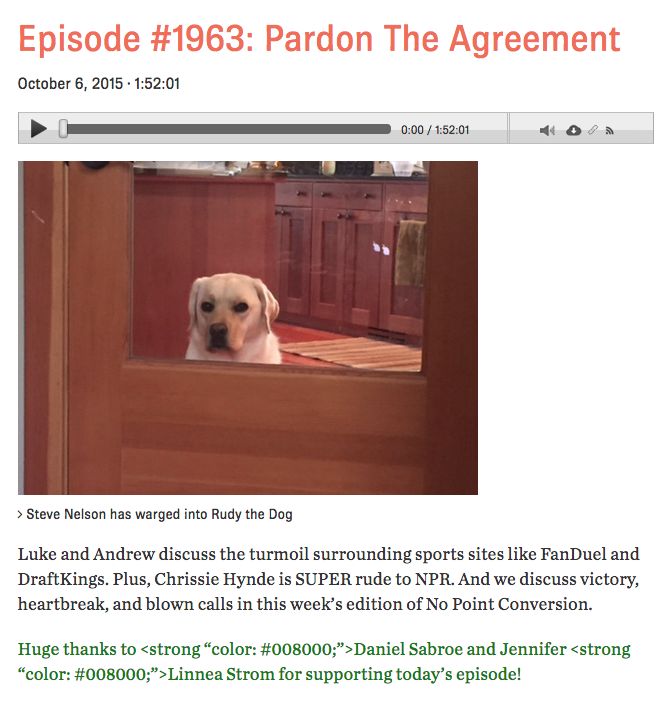 Episode #1963: Pardon The Agreement
October 6, 2015 · 1:52:01
0:00 / 1:52:01
› Steve Nelson has warged into Rudy the Dog
Luke and Andrew discuss the turmoil surrounding sports sites like FanDuel and
DraftKings. Plus, Chrissie Hynde is SUPER rude to NPR. And we discuss victory,
heartbreak, and blown calls in this week’s edition of No Point Conversion.
Huge thanks to <strong “color: #008000;”>Daniel Sabroe and Jennifer <strong
“color: #008000;”>Linnea Strom for supporting today’s episode!